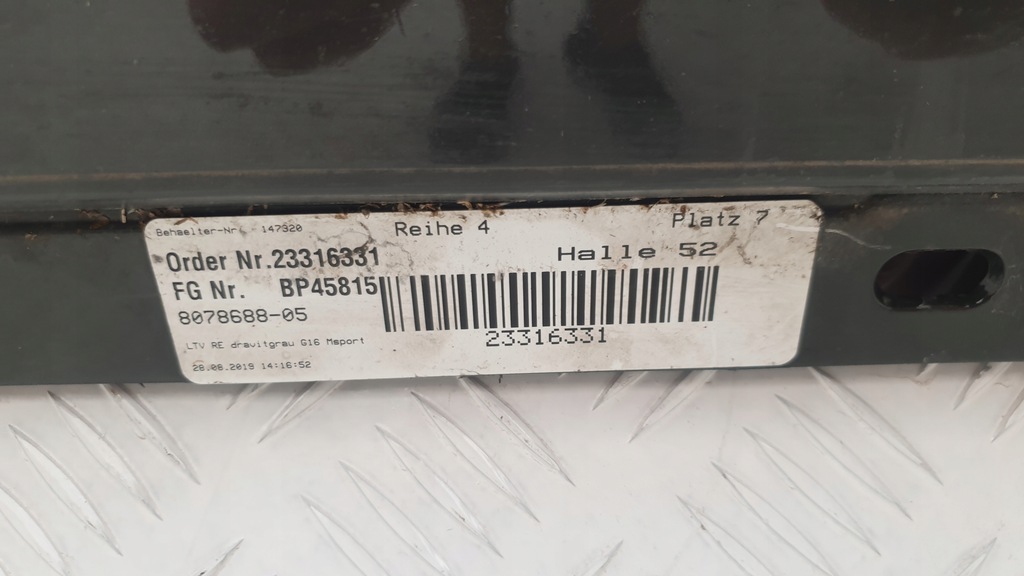 Behaelter-Nr. 147320
Reihe 4
Platz 7
Order Nr.23316331
Halle 52
FG Nr. BP45815
8078688-05
23316331
LTV RE dravitgrau G16 Msport
28.08.2019 14:16:52